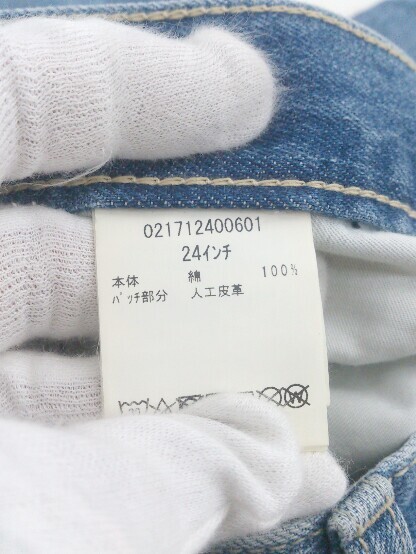 021712400601
24インチ
本体 綿 100%
パッチ部分 人工皮革